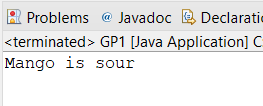 Problems @ Javadoc Declaratio
<terminated> GP1 [Java Application] C
Mango is sour